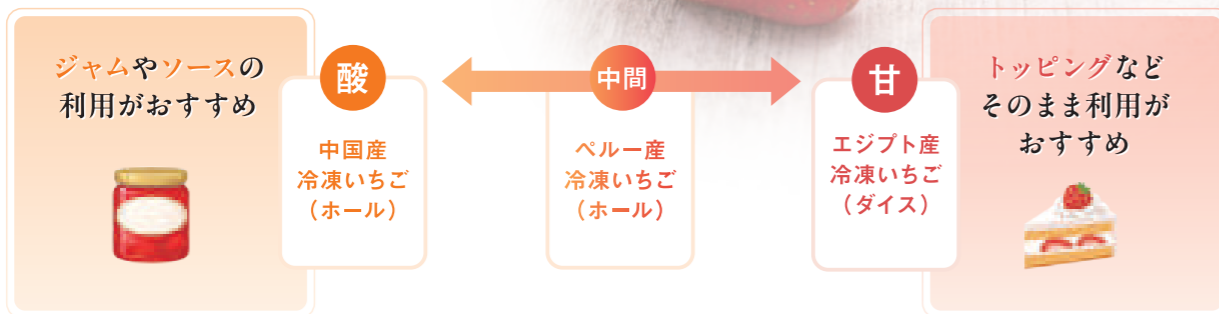 ジャムやソースの
利用がおすすめ
酸
中国産
冷凍いちご
（ホール）
中間
ペルー産
冷凍いちご
（ホール）
甘
エジプト産
冷凍いちご
（ダイス）
トッピングなど
そのまま利用が
おすすめ